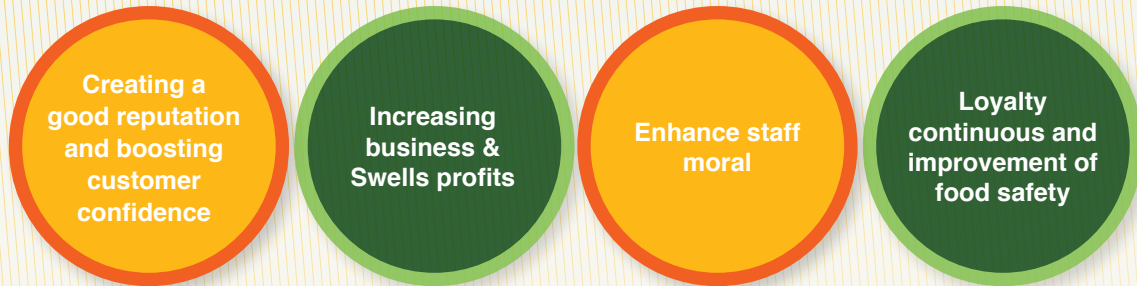 Creating a
good reputation
and boosting
customer
confidence
Increasing
business &
Swells profits
Enhance staff
moral
Loyalty
continuous and
improvement of
food safety